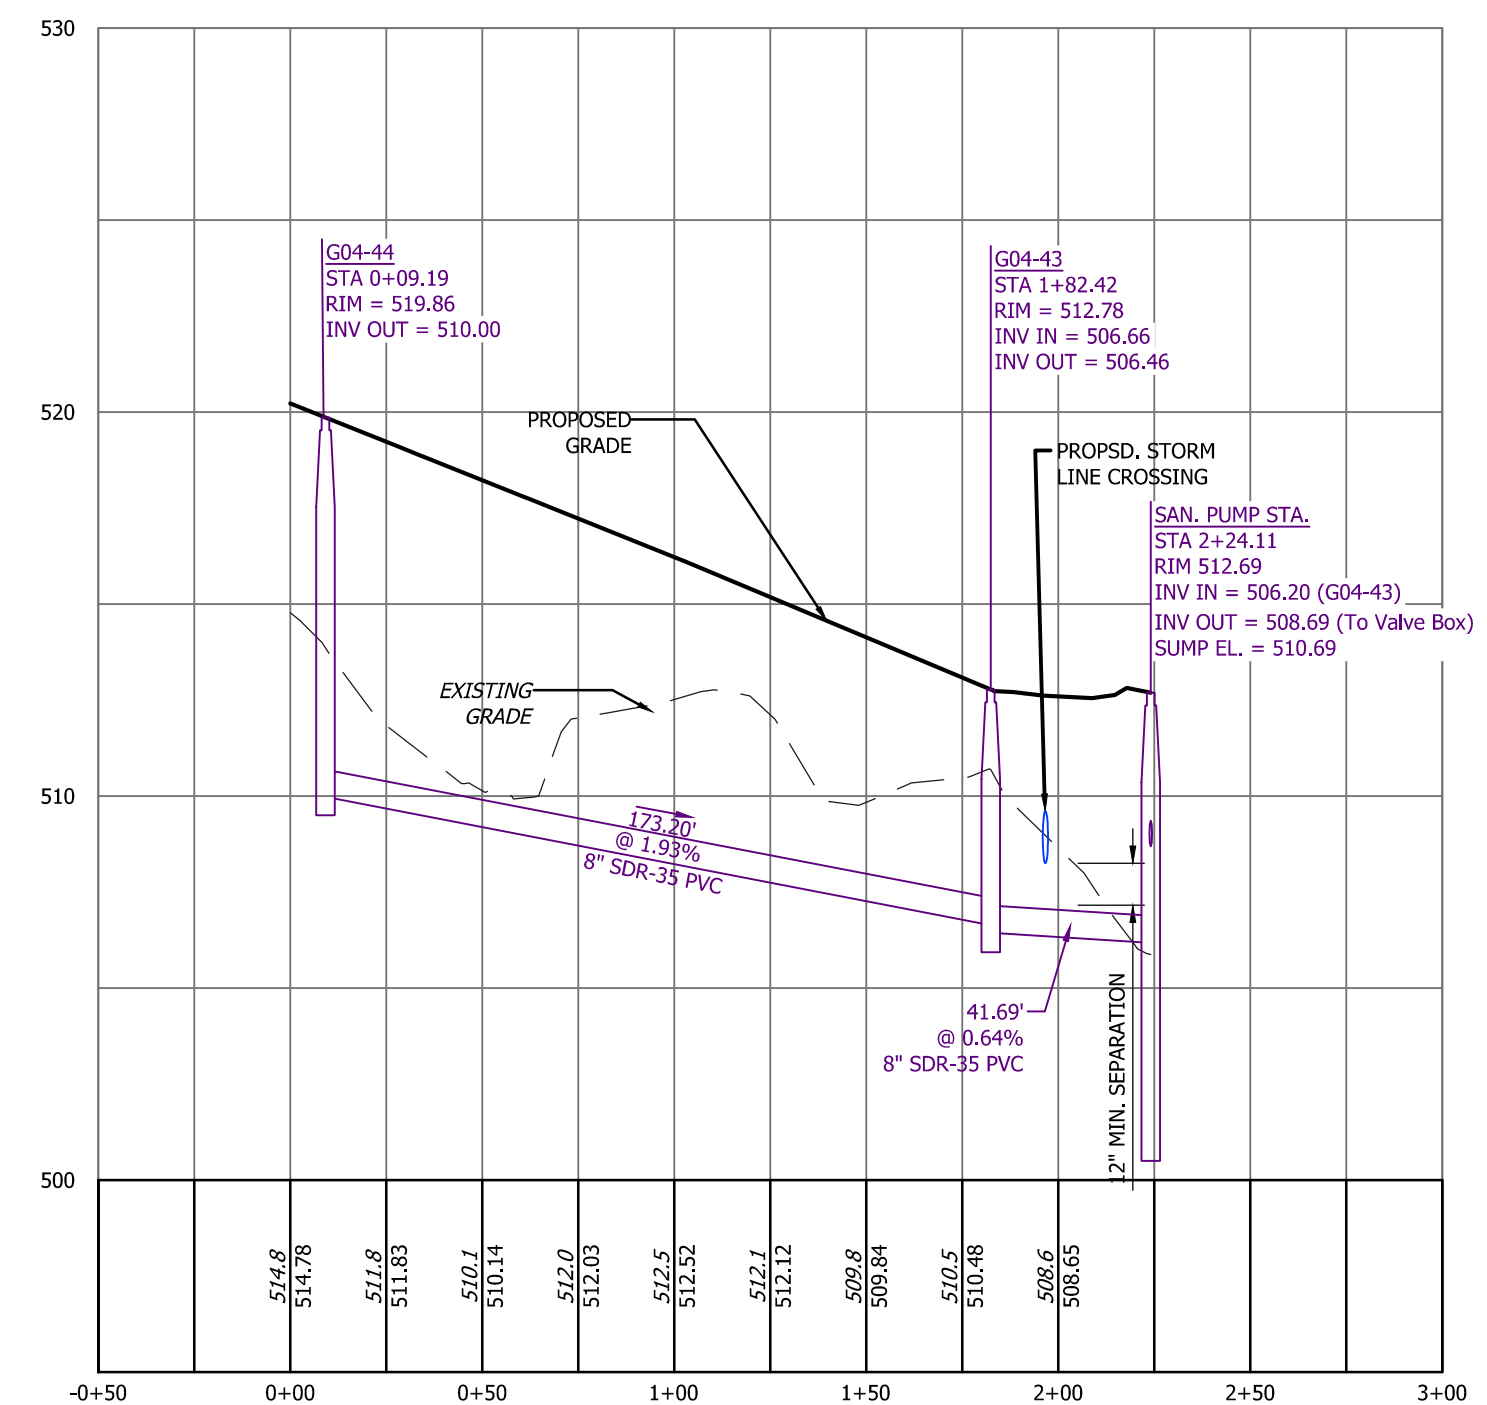 530
G04-44
STA 0+09.19
RIM = 519.86
INV OUT = 510.00
G04-43
STA 1+82.42
RIM = 512.78
INV IN = 506.66
INV OUT = 506.46
520
PROPOSED
GRADE
PROPSD. STORM
LINE CROSSING
SAN. PUMP STA.
STA 2+24.11
RIM 512.69
INV IN = 506.20 (G04-43)
INV OUT = 508.69 (To Valve Box)
SUMP EL. = 510.69
EXISTING
GRADE
510
173.20'
@ 1.93%
8" SDR-35 PVC
41.69'
@ 0.64%
8" SDR-35 PVC
12" MIN. SEPARATION
500
514.8
514.78
511.8
511.83
510.1
510.14
512.0
512.03
512.5
512.52
512.1
512.12
509.8
509.84
510.5
510.48
508.6
508.65
-0+50
0+00
0+50
1+00
1+50
2+00
2+50
3+00